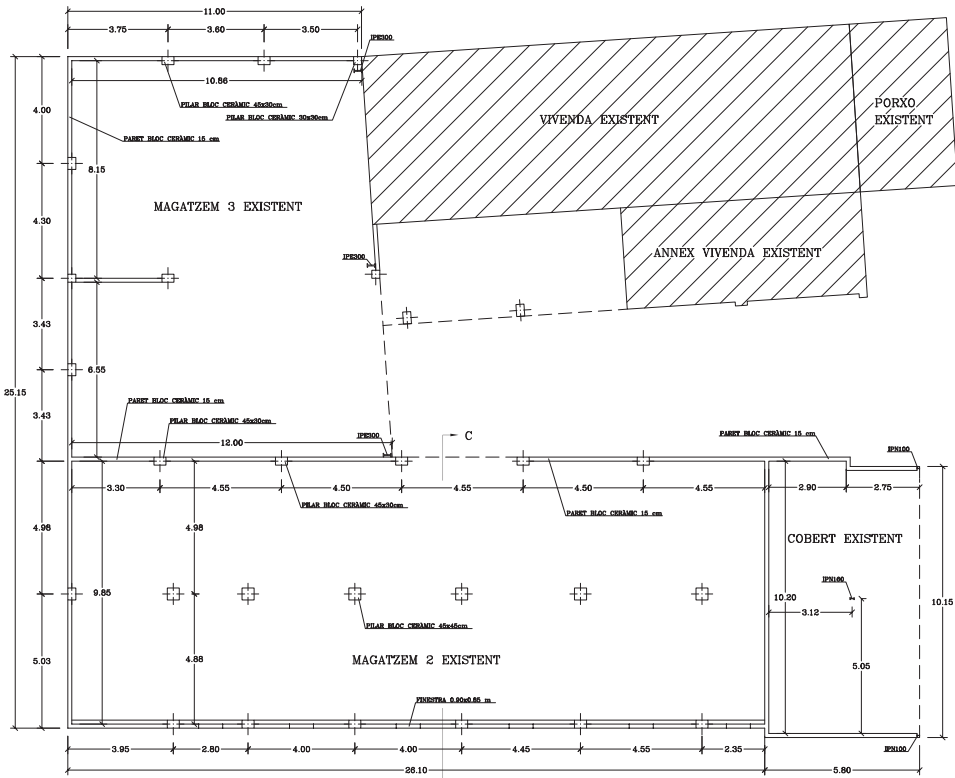 11.00
3.75
3.60
3.50
IPE300
10.86
PILAR BLOC CERÀMIC 45x30cm
PILAR BLOC CERÀMIC 30x30cm
VIVENDA EXISTENT
PORXO
EXISTENT
4.00
PARET BLOC CERÀMIC 15 cm
8.15
MAGATZEM 3 EXISTENT
4.30
IPE300
ANNEX VIVENDA EXISTENT
3.43
25.15
6.55
3.43
PARET BLOC CERÀMIC 15 cm
PILAR BLOC CERÀMIC 45x30cm
12.00
IPE300
C
PARET BLOC CERÀMIC 15 cm
IPN100
3.30
4.55
4.50
4.55
4.50
4.55
2.90
2.75
PILAR BLOC CERÀMIC 45x30cm
PARET BLOC CERÀMIC 15 cm
4.98
4.98
COBERT EXISTENT
9.85
10.20
IPN160
3.12
10.15
PILAR BLOC CERÀMIC 45x45cm
5.03
4.88
MAGATZEM 2 EXISTENT
5.05
FINESTRA 0.90x0.65 m
3.95
2.80
4.00
4.00
4.45
4.55
2.35
IPN100
26.10
5.80